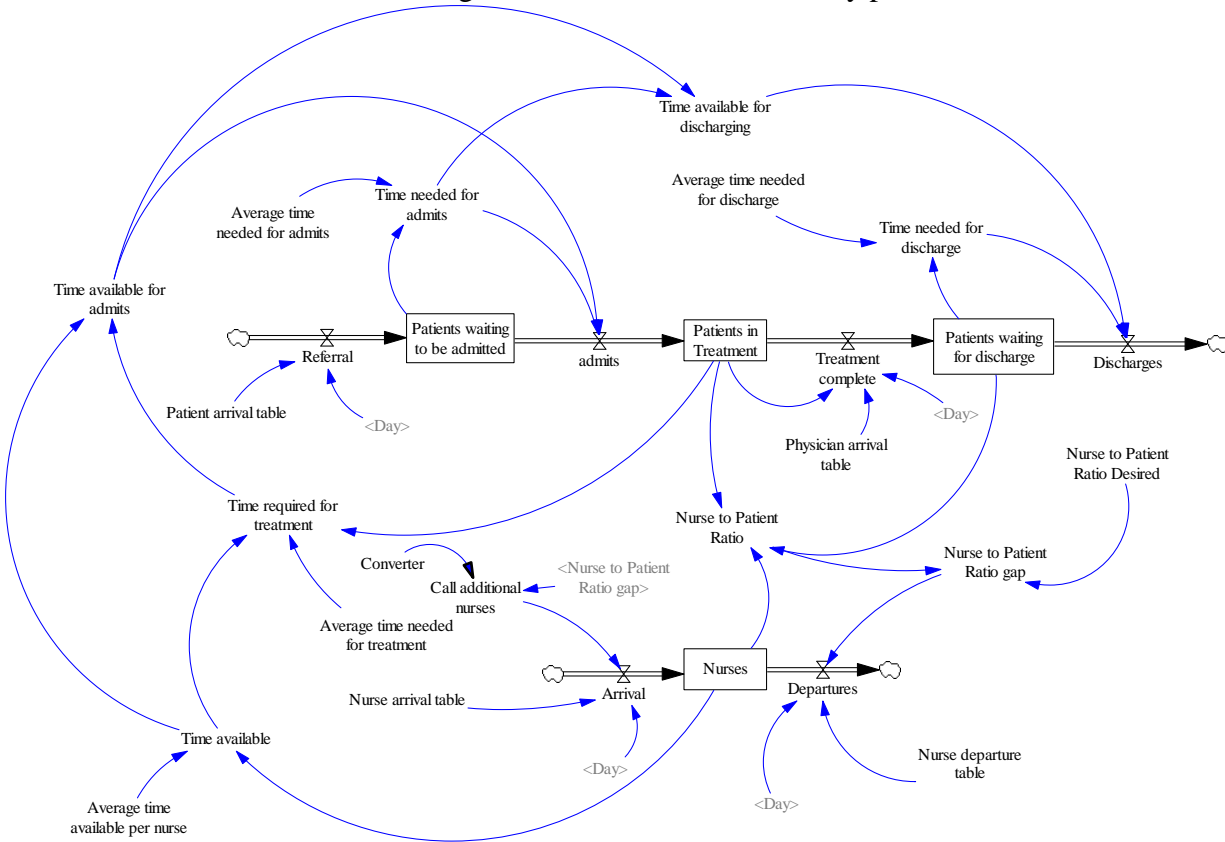 Time available for
discharging
Average time needed
for discharge
Time needed for
admits
Average time
needed for admits
Time needed for
discharge
Time available for
admits
Patients waiting
to be admitted
Patients in
Treatment
Patients waiting
for discharge
Referral
admits
Treatment
complete
Discharges
Patient arrival table
<Day>
<Day>
Physician arrival
table
Nurse to Patient
Ratio Desired
Time required for
treatment
Nurse to Patient
Ratio
Nurse to Patient
Ratio gap
Converter
<Nurse to Patient
Ratio gap>
Call additional
nurses
Average time needed
for treatment
Nurses
Arrival
Departures
Nurse arrival table
Time available
<Day>
Nurse departure
table
<Day>
Average time
available per nurse